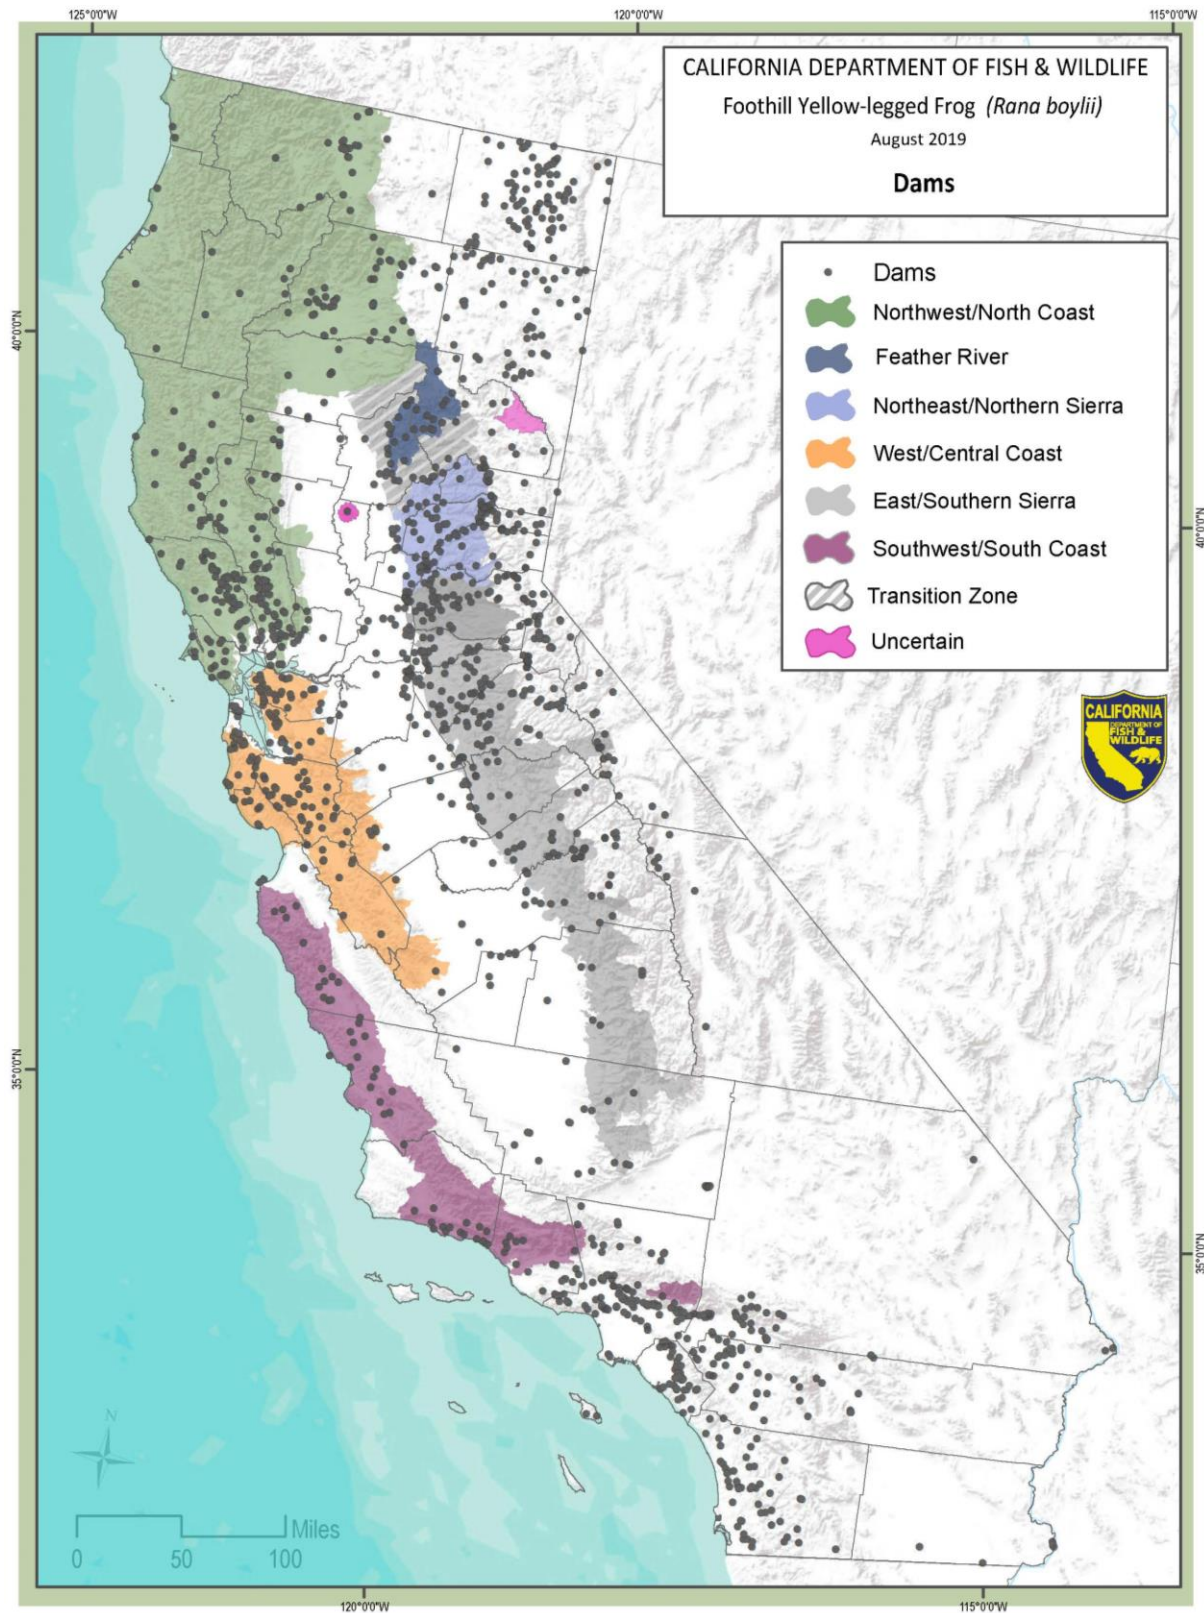 125°0'0"W
120°0'0"W
115°0'0"W
CALIFORNIA DEPARTMENT OF FISH & WILDLIFE
Foothill Yellow-legged Frog (Rana boylii)
August 2019
Dams
Dams
Northwest/North Coast
Feather River
Northeast/Northern Sierra
West/Central Coast
East/Southern Sierra
Southwest/South Coast
Transition Zone
Uncertain
40°0'0"N
40°0'0"N
CALIFORNIA
DEPARTMENT OF
FISH &
WILDLIFE
35°0'0"N
35°0'0"N
N
Miles
0
50
100
120°0'0"W
115°0'0"W